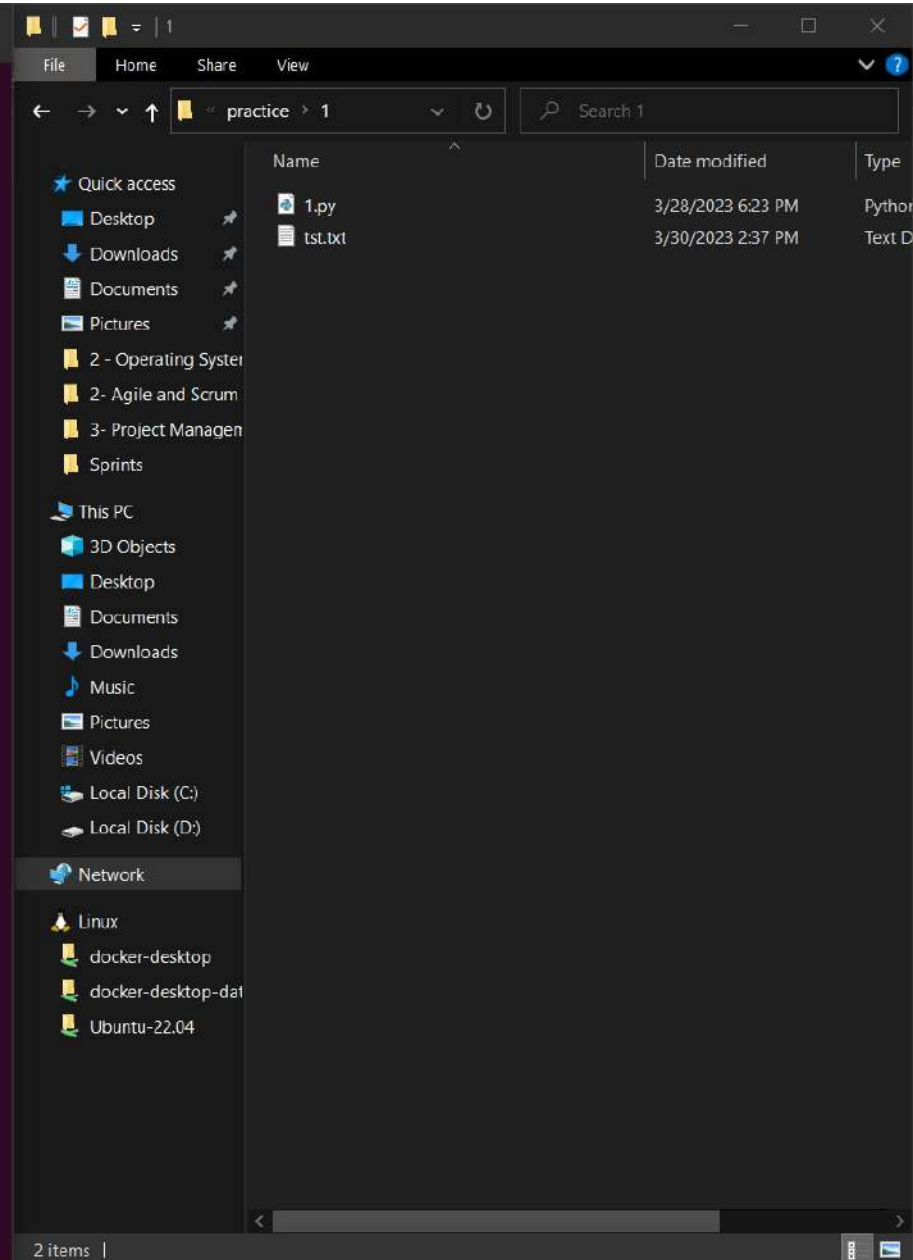 1
File Home Share View
practice 1 Search 1
Name Date modified Type
Quick access
Desktop
Downloads
Documents
Pictures
2 - Operating Syster
2- Agile and Scrum
3- Project Managem
Sprints
This PC
3D Objects
Desktop
Documents
Downloads
Music
Pictures
Videos
Local Disk (C:)
Local Disk (D:)
Network
Linux
docker-desktop
docker-desktop-dat
Ubuntu-22.04
1.py 3/28/2023 6:23 PM Python
tst.txt 3/30/2023 2:37 PM Text D
2 items